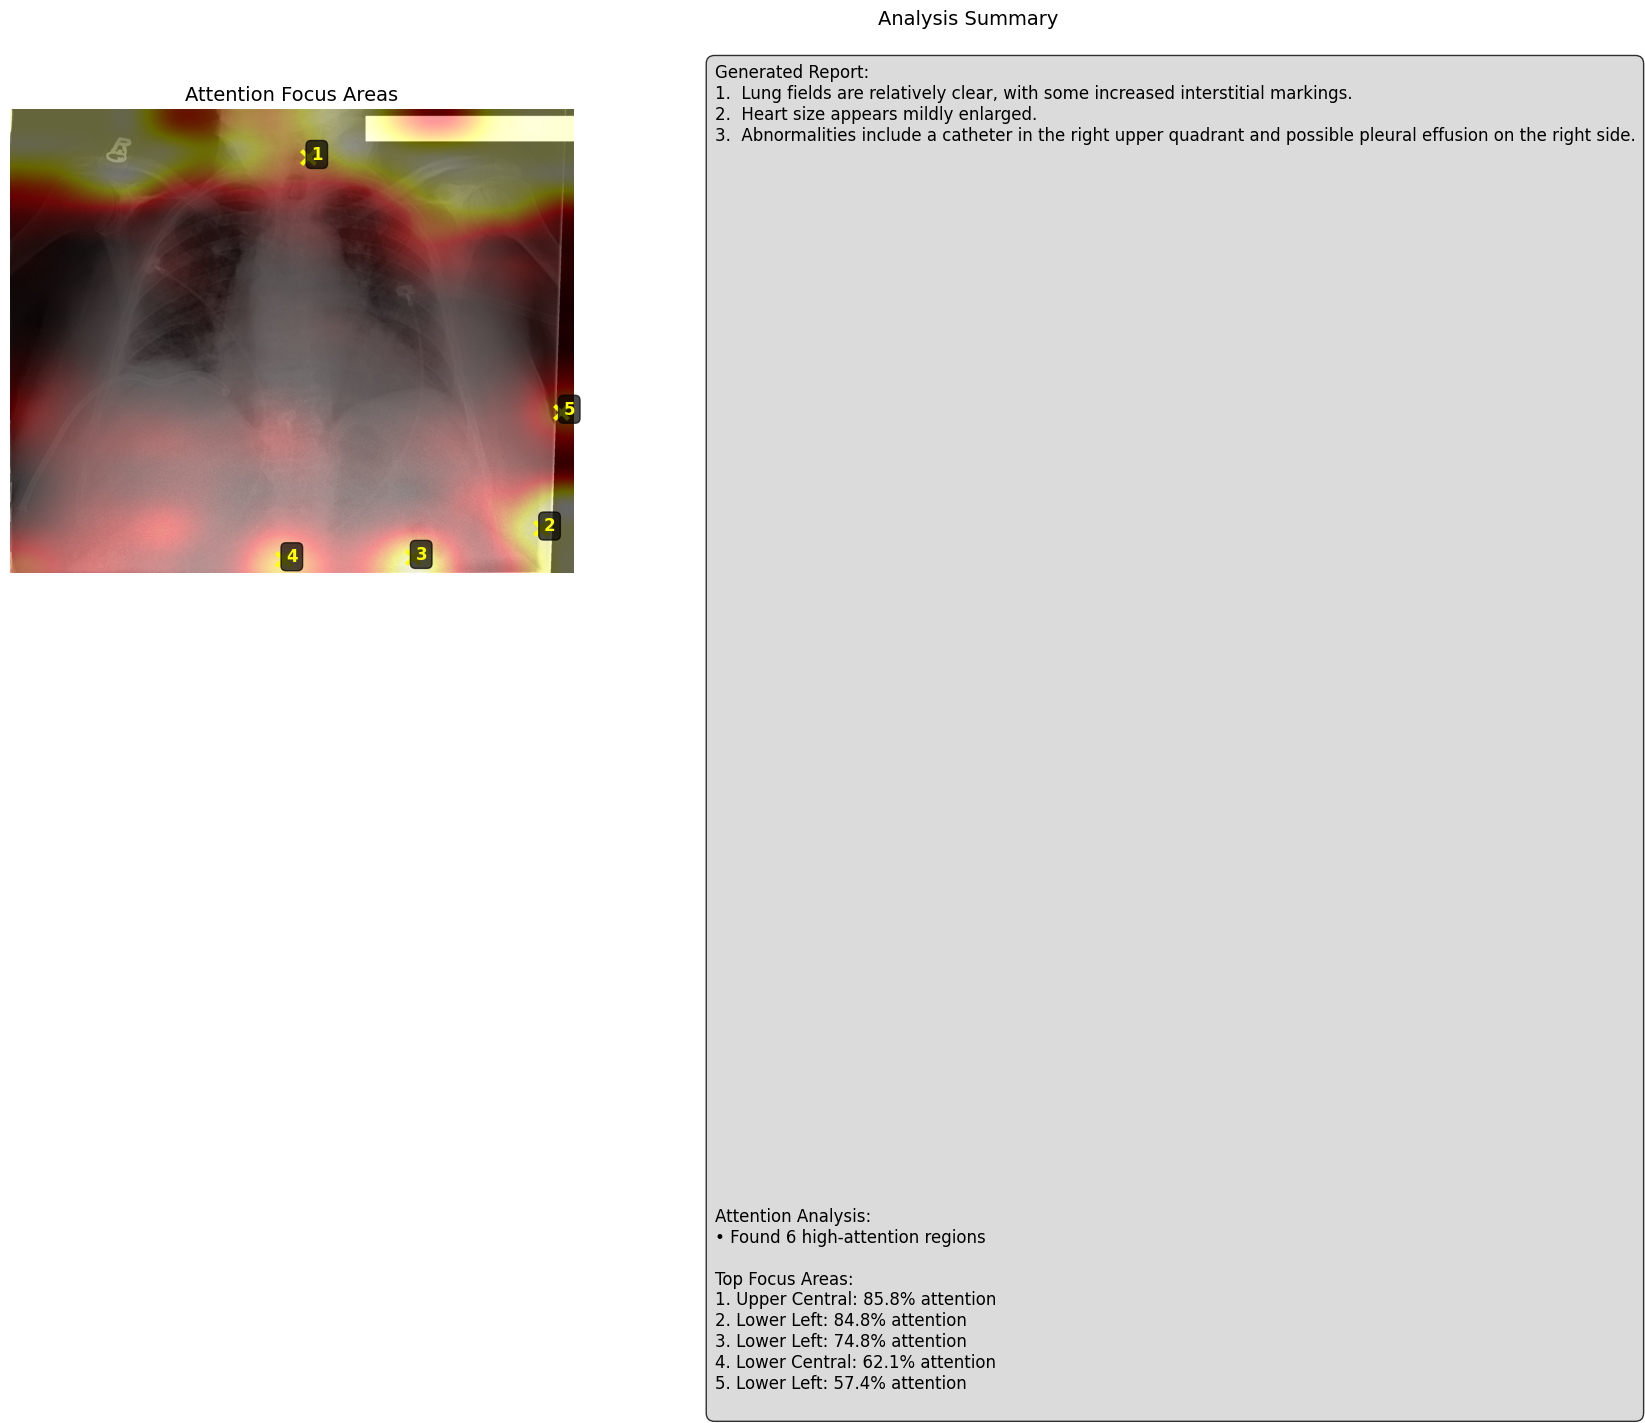 Analysis Summary
Attention Focus Areas
1
5
2
3
4
Generated Report:
1.  Lung fields are relatively clear, with some increased interstitial markings.
2.  Heart size appears mildly enlarged.
3.  Abnormalities include a catheter in the right upper quadrant and possible pleural effusion on the right side.
Attention Analysis:
• Found 6 high-attention regions
Top Focus Areas:
1. Upper Central: 85.8% attention
2. Lower Left: 84.8% attention
3. Lower Left: 74.8% attention
4. Lower Central: 62.1% attention
5. Lower Left: 57.4% attention